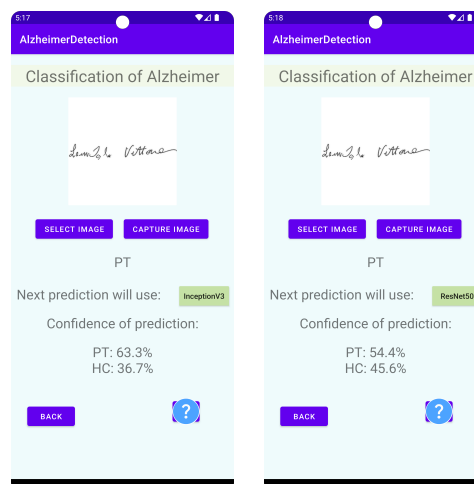 5:17
AlzheimerDetection
Classification of Alzheimer
SELECT IMAGE CAPTURE IMAGE
PT
Next prediction will use: InceptionV3
Confidence of prediction:
PT: 63.3%
HC: 36.7%
BACK ?
5:18
AlzheimerDetection
Classification of Alzheimer
SELECT IMAGE CAPTURE IMAGE
PT
Next prediction will use: ResNet50
Confidence of prediction:
PT: 54.4%
HC: 45.6%
BACK ?